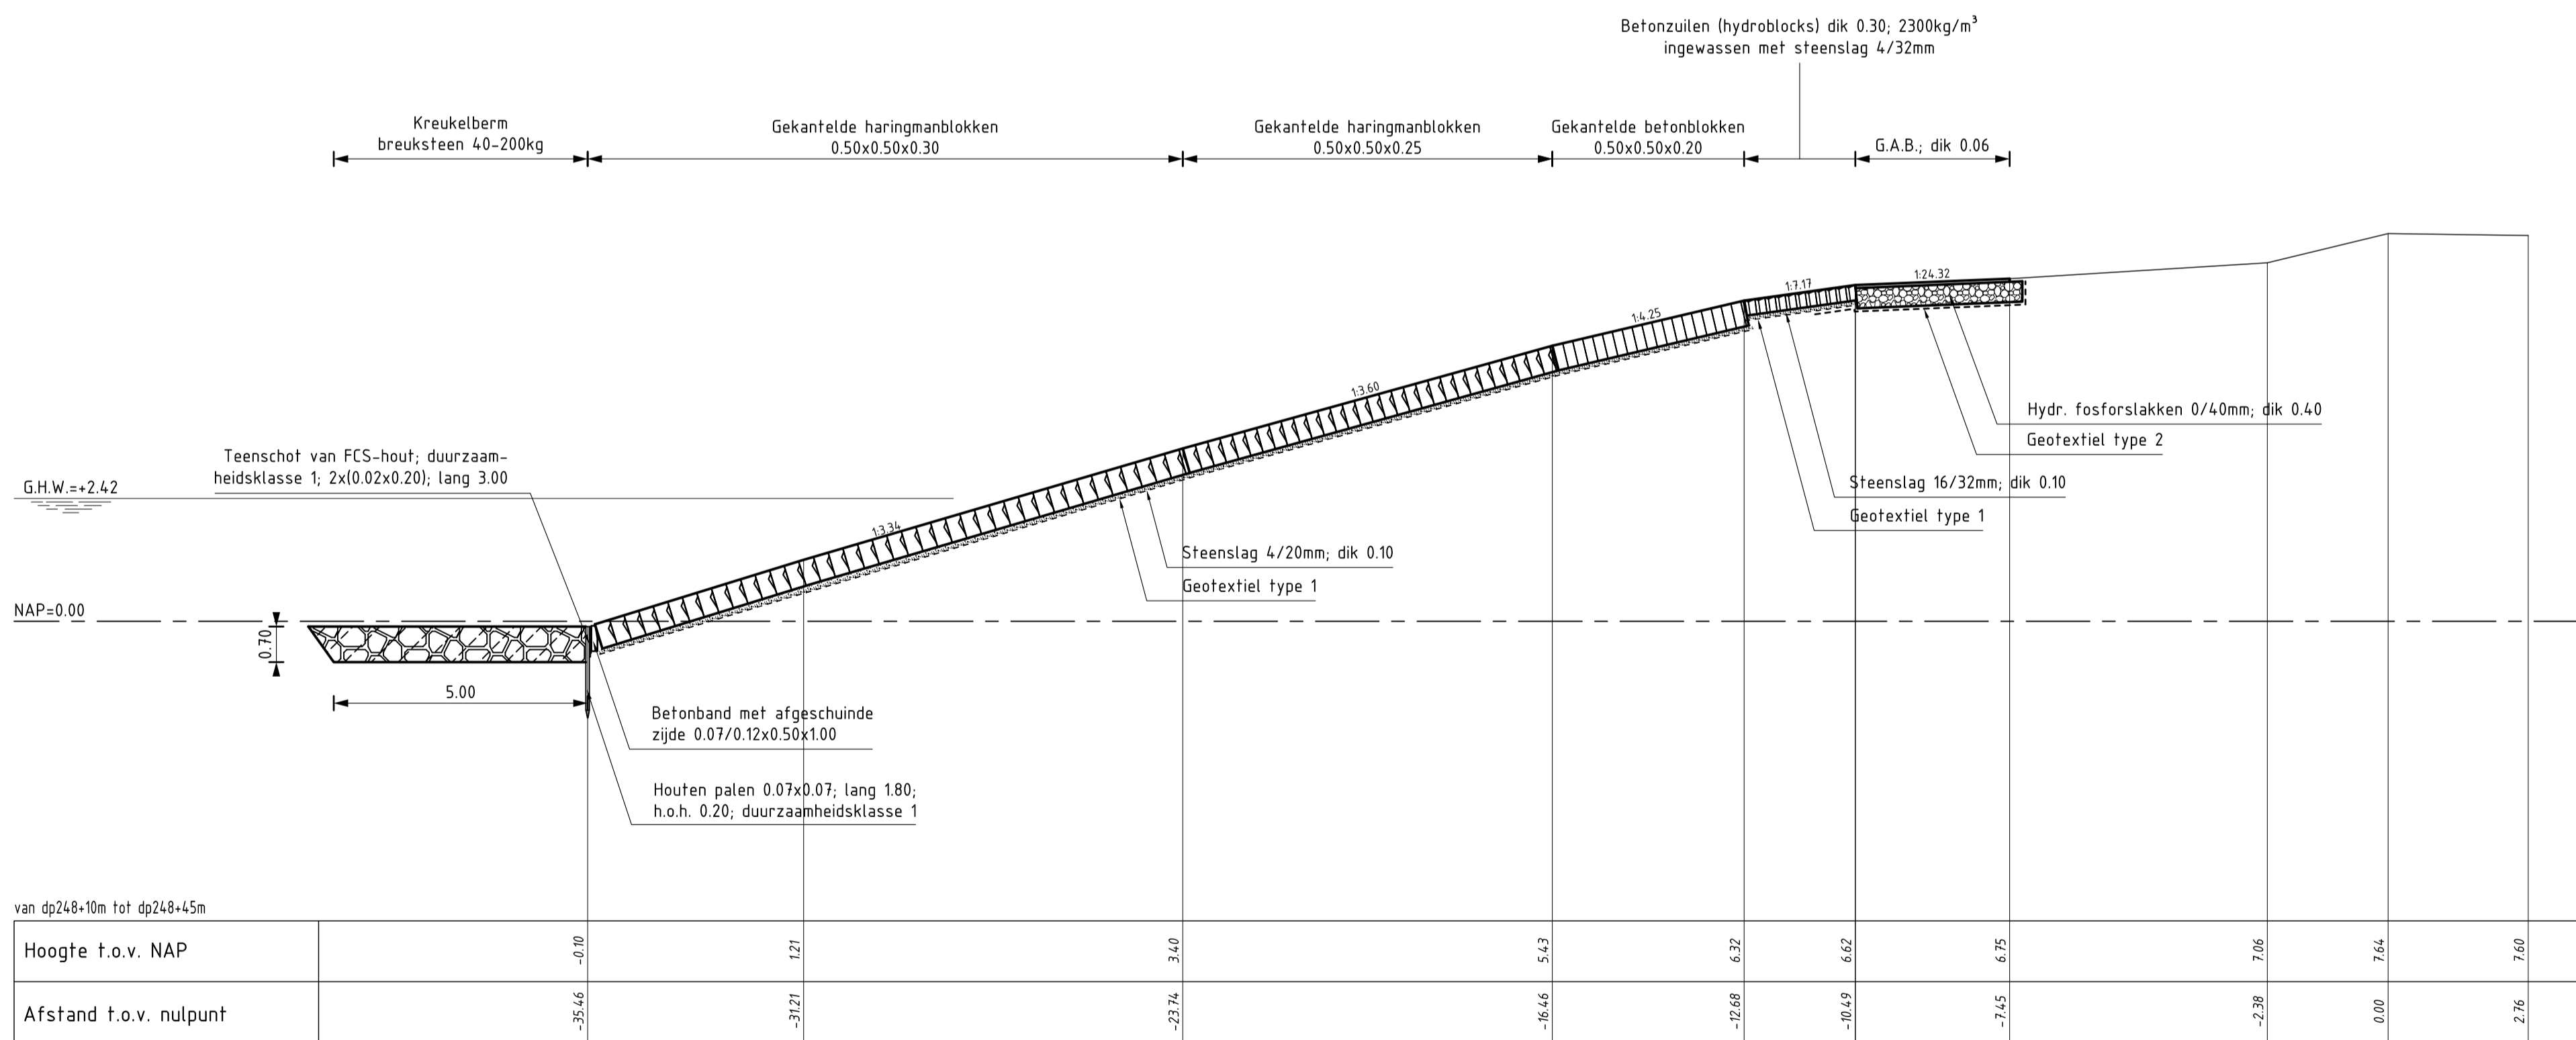 Betonzuilen (hydroblocks) dik 0.30; 2300kg/m³
ingewassen met steenslag 4/32mm
Kreukelberm
breuksteen 40-200kg
Gekantelde haringmanblokken
0.50x0.50x0.30
Gekantelde haringmanblokken
0.50x0.50x0.25
Gekantelde betonblokken
0.50x0.50x0.20
G.A.B.; dik 0.06
1:24.32
1:7.17
1:4.25
1:3.60
1:3.34
Hydr. fosforslakken 0/40mm; dik 0.40
Geotextiel type 2
Steenslag 16/32mm; dik 0.10
Geotextiel type 1
Teenschot van FCS-hout; duurzaam-
heidsklasse 1; 2x(0.02x0.20); lang 3.00
G.H.W.=+2.42
Steenslag 4/20mm; dik 0.10
Geotextiel type 1
NAP=0.00
0.70
5.00
Betonband met afgeschuinde
zijde 0.07/0.12x0.50x1.00
Houten palen 0.07x0.07; lang 1.80;
h.o.h. 0.20; duurzaamheidsklasse 1
van dp248+10m tot dp248+45m
Hoogte t.o.v. NAP -0.10 1.21 3.40 5.43 6.32 6.62 6.75 7.06 7.64 7.60
Afstand t.o.v. nulpunt -35.46 -31.21 -23.74 -16.46 -12.68 -10.49 -7.45 -2.38 0.00 2.76